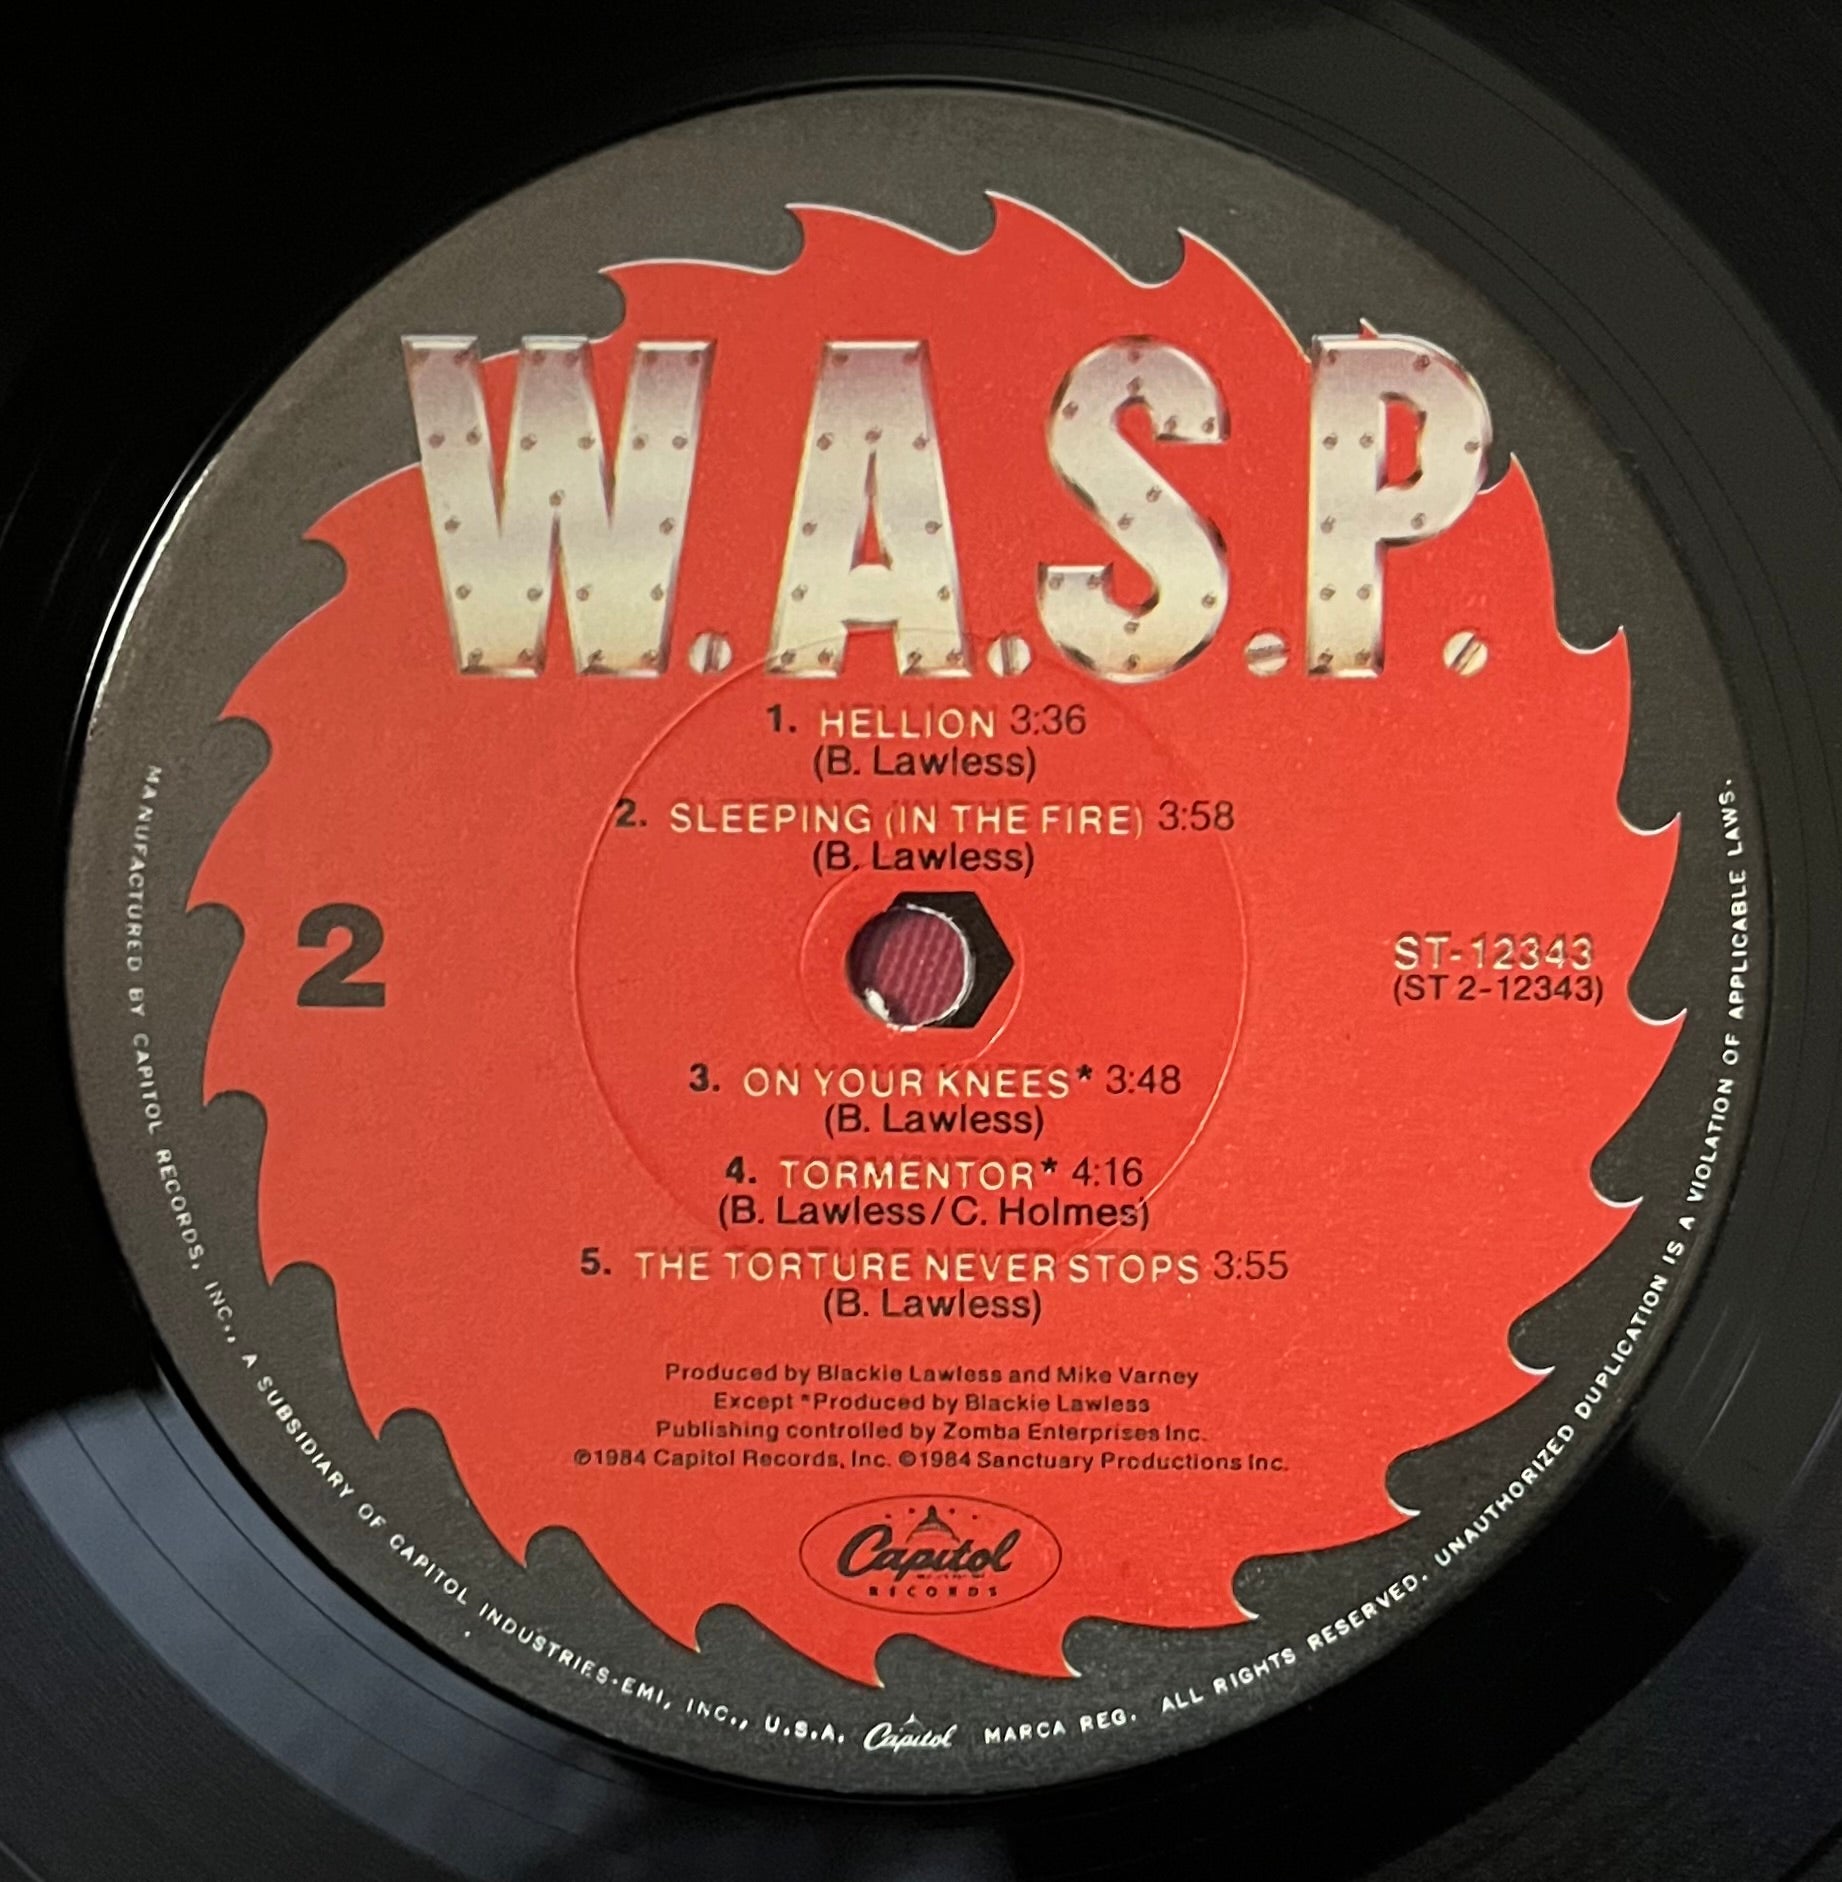 W.A.S.P.
1. HELLION 3:36
(B. Lawless)
2. SLEEPING (IN THE FIRE) 3:58
(B. Lawless)
2
ST-12343
(ST 2-12343)
3. ON YOUR KNEES* 3:48
(B. Lawless)
4. TORMENTOR* 4:16
(B. Lawless/C. Holmes)
5. THE TORTURE NEVER STOPS 3:55
(B. Lawless)
Produced by Blackie Lawless and Mike Varney
Except *Produced by Blackie Lawless
Publishing controlled by Zomba Enterprises Inc.
℗1984 Capitol Records, Inc. ©1984 Sanctuary Productions Inc.
Capitol
RECORDS
MANUFACTURED BY CAPITOL RECORDS, INC., A SUBSIDIARY OF CAPITOL INDUSTRIES-EMI, INC., U.S.A. Capitol MARCA REG. ALL RIGHTS RESERVED. UNAUTHORIZED DUPLICATION IS A VIOLATION OF APPLICABLE LAWS.